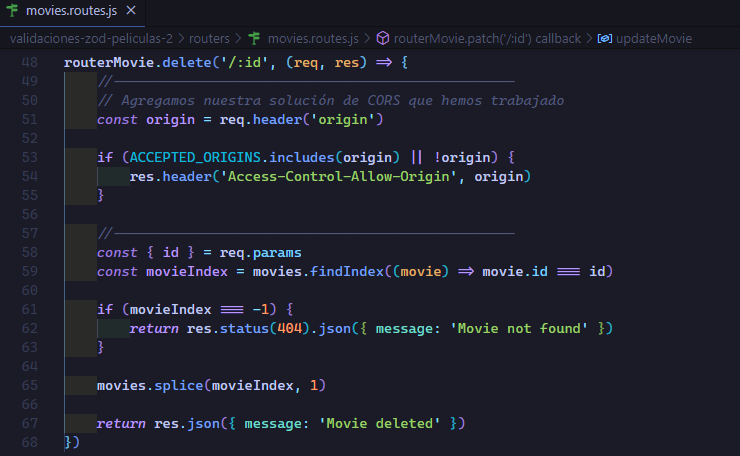 movies.routes.js
validaciones-zod-peliculas-2 > routers > movies.routes.js > routerMovie.patch('/:id') callback > updateMovie
48 routerMovie.delete('/:id', (req, res) => {
49 //
50 // Agregamos nuestra solución de CORS que hemos trabajado
51 const origin = req.header('origin')
52
53 if (ACCEPTED_ORIGINS.includes(origin) || !origin) {
54 res.header('Access-Control-Allow-Origin', origin)
55 }
56
57 //
58 const { id } = req.params
59 const movieIndex = movies.findIndex((movie) => movie.id === id)
60
61 if (movieIndex === -1) {
62 return res.status(404).json({ message: 'Movie not found' })
63 }
64
65 movies.splice(movieIndex, 1)
66
67 return res.json({ message: 'Movie deleted' })
68 })